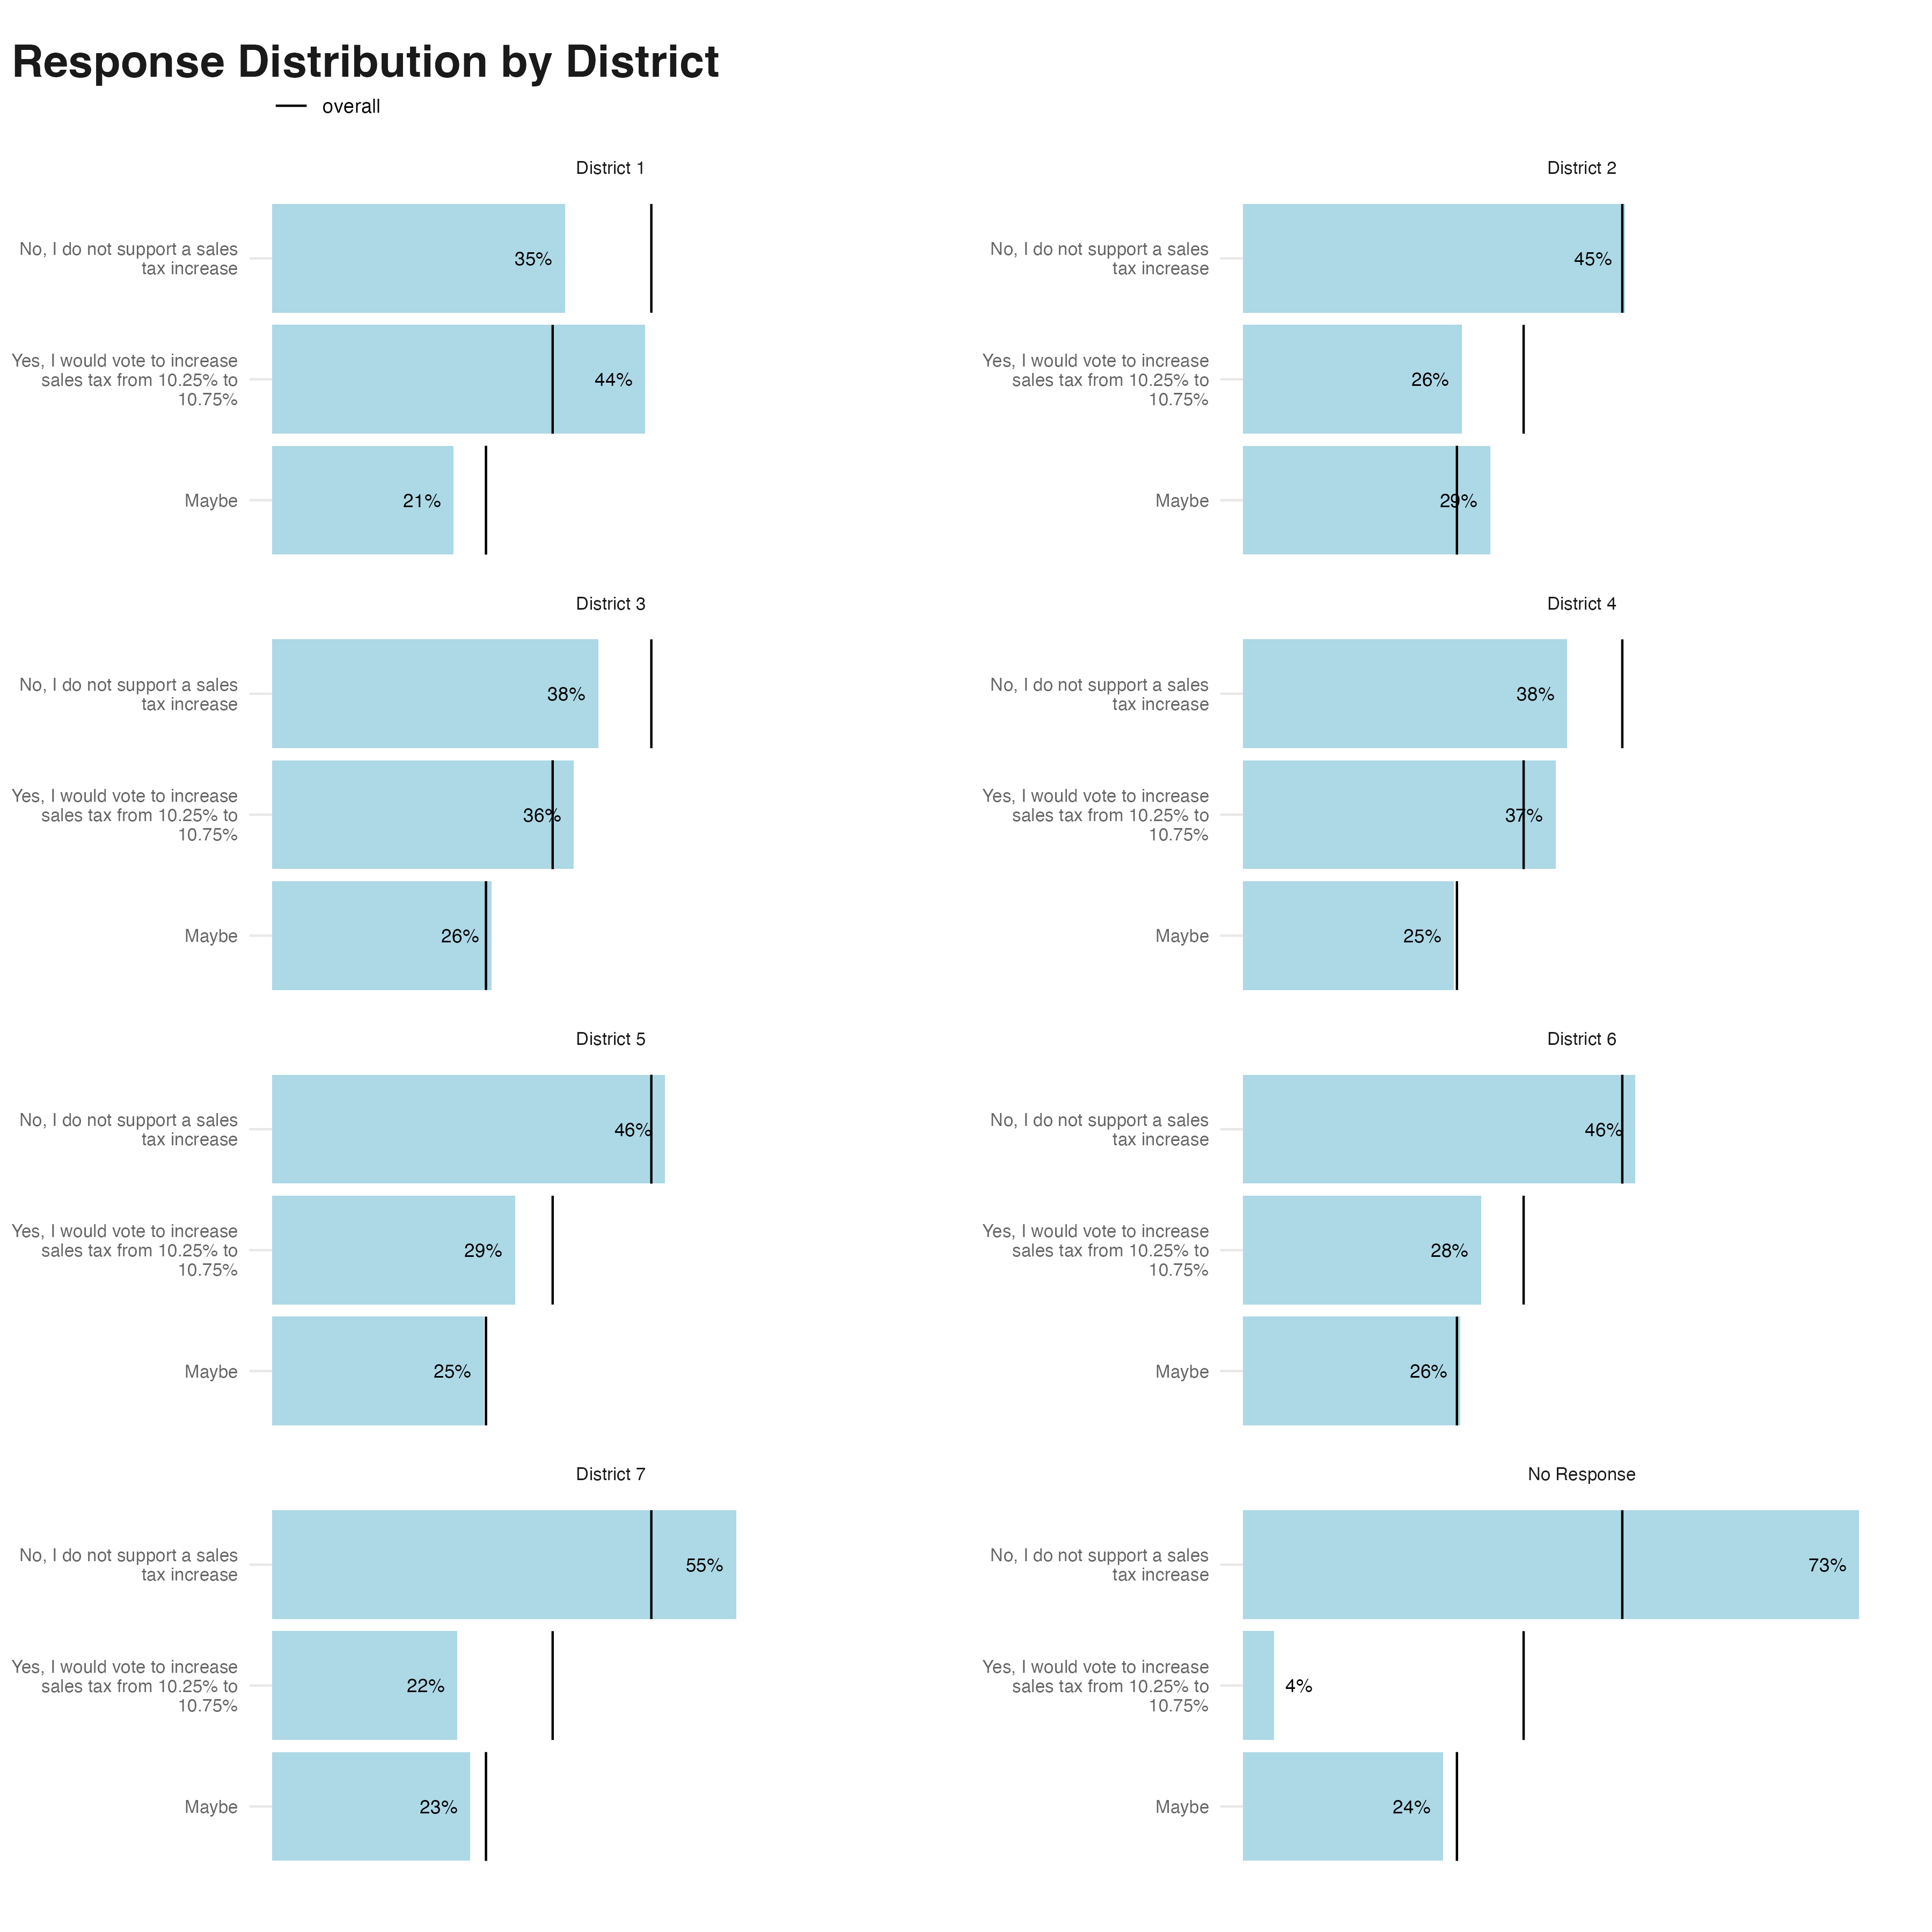 Response Distribution by District
overall
District 1
No, I do not support a sales
tax increase
35%
Yes, I would vote to increase
sales tax from 10.25% to
10.75%
44%
Maybe
21%
District 2
No, I do not support a sales
tax increase
45%
Yes, I would vote to increase
sales tax from 10.25% to
10.75%
26%
Maybe
29%
District 3
No, I do not support a sales
tax increase
38%
Yes, I would vote to increase
sales tax from 10.25% to
10.75%
36%
Maybe
26%
District 4
No, I do not support a sales
tax increase
38%
Yes, I would vote to increase
sales tax from 10.25% to
10.75%
37%
Maybe
25%
District 5
No, I do not support a sales
tax increase
46%
Yes, I would vote to increase
sales tax from 10.25% to
10.75%
29%
Maybe
25%
District 6
No, I do not support a sales
tax increase
46%
Yes, I would vote to increase
sales tax from 10.25% to
10.75%
28%
Maybe
26%
District 7
No, I do not support a sales
tax increase
55%
Yes, I would vote to increase
sales tax from 10.25% to
10.75%
22%
Maybe
23%
No Response
No, I do not support a sales
tax increase
73%
Yes, I would vote to increase
sales tax from 10.25% to
10.75%
4%
Maybe
24%